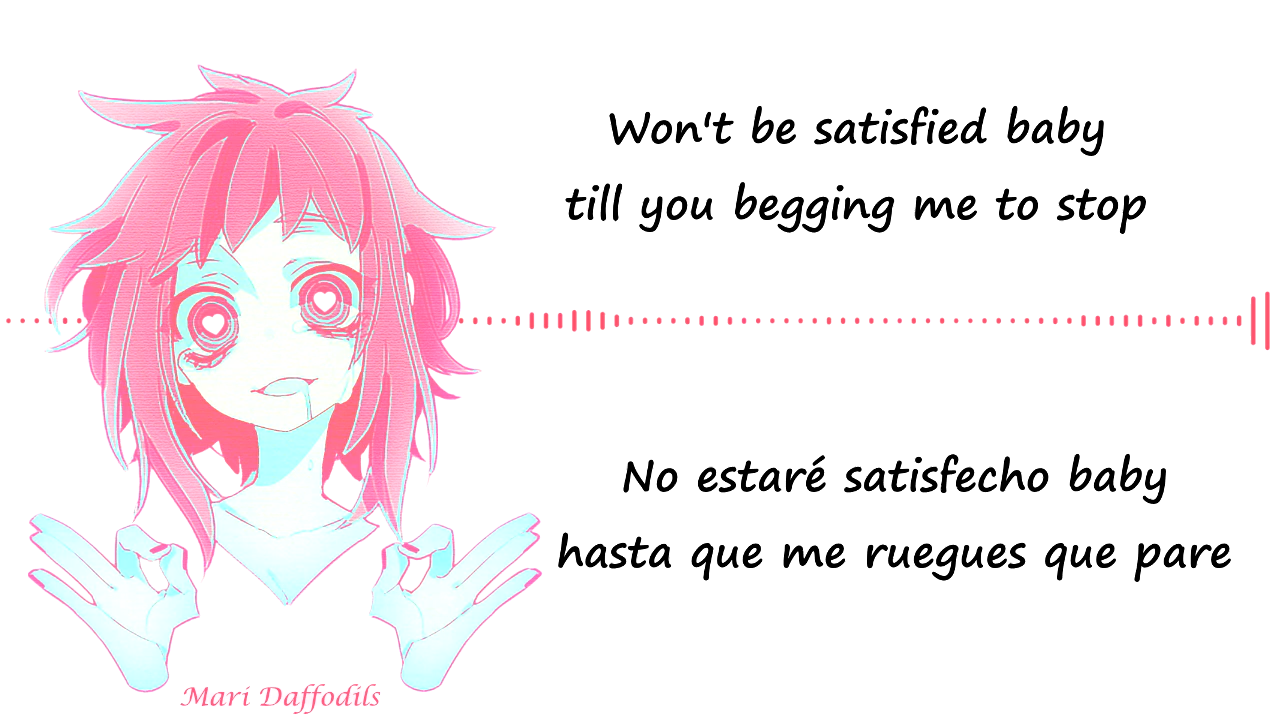 Won't be satisfied baby
till you begging me to stop
No estaré satisfecho baby
hasta que me ruegues que pare
Mari Daffodils